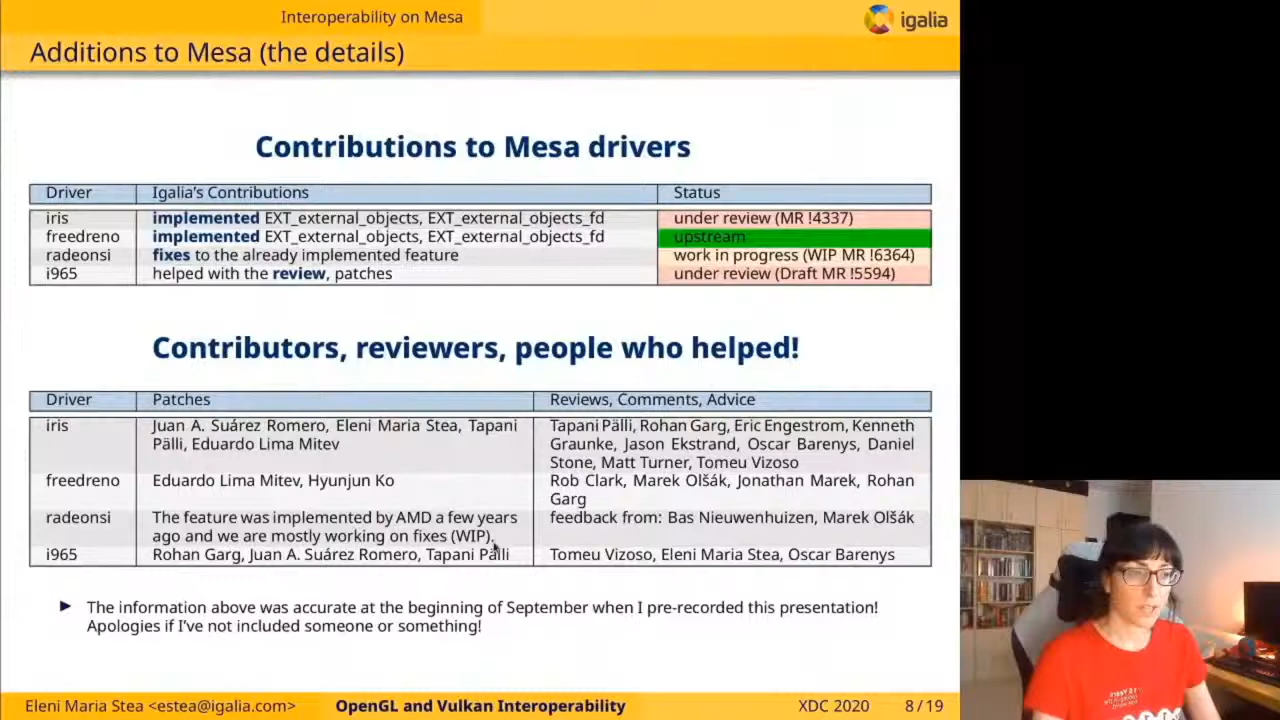 Interoperability on Mesa
igalia
Additions to Mesa (the details)
Contributions to Mesa drivers
Driver Igalia's Contributions Status
iris implemented EXT_external_objects, EXT_external_objects_fd under review (MR !4337)
freedreno implemented EXT_external_objects, EXT_external_objects_fd upstream
radeonsi fixes to the already implemented feature work in progress (WIP MR !6364)
i965 helped with the review, patches under review (Draft MR !5594)
Contributors, reviewers, people who helped!
Driver Patches Reviews, Comments, Advice
iris Juan A. Suárez Romero, Eleni Maria Stea, Tapani Tapani Pälli, Rohan Garg, Eric Engestrom, Kenneth
Pälli, Eduardo Lima Mitev Graunke, Jason Ekstrand, Oscar Barenys, Daniel
Stone, Matt Turner, Tomeu Vizoso
freedreno Eduardo Lima Mitev, Hyunjun Ko Rob Clark, Marek Olšák, Jonathan Marek, Rohan
Garg
radeonsi The feature was implemented by AMD a few years feedback from: Bas Nieuwenhuizen, Marek Olšák
ago and we are mostly working on fixes (WIP).
i965 Rohan Garg, Juan A. Suárez Romero, Tapani Pälli Tomeu Vizoso, Eleni Maria Stea, Oscar Barenys
The information above was accurate at the beginning of September when I pre-recorded this presentation!
Apologies if I've not included someone or something!
Eleni Maria Stea <estea@igalia.com> OpenGL and Vulkan Interoperability XDC 2020 8 / 19